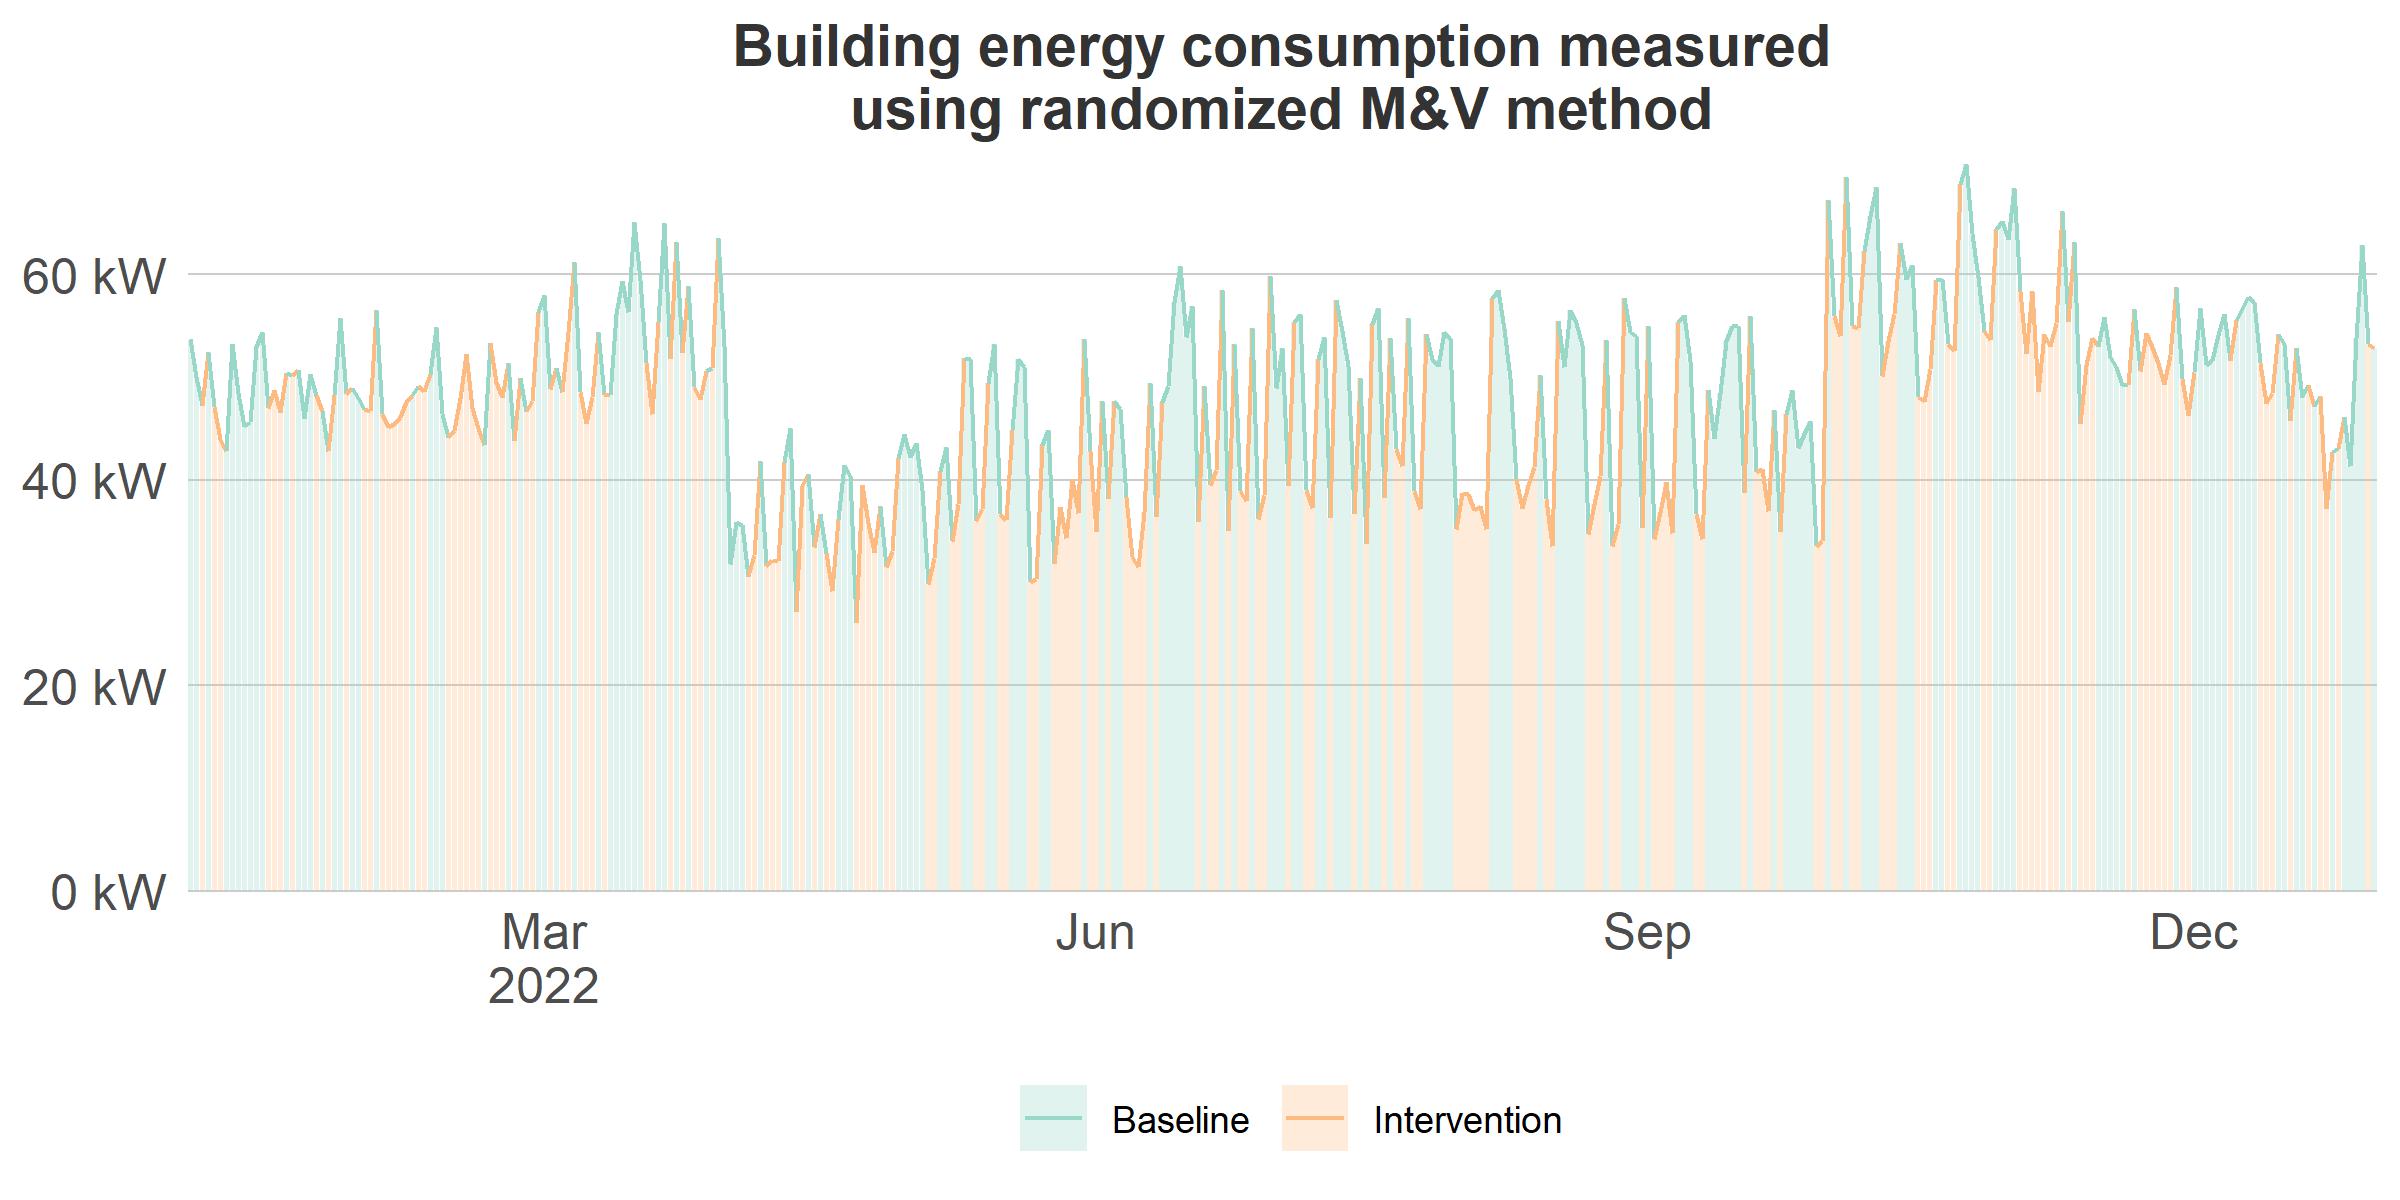 Building energy consumption measured
using randomized M&V method
60 kW
40 kW
20 kW
0 kW
Mar Jun Sep Dec
2022
Baseline Intervention